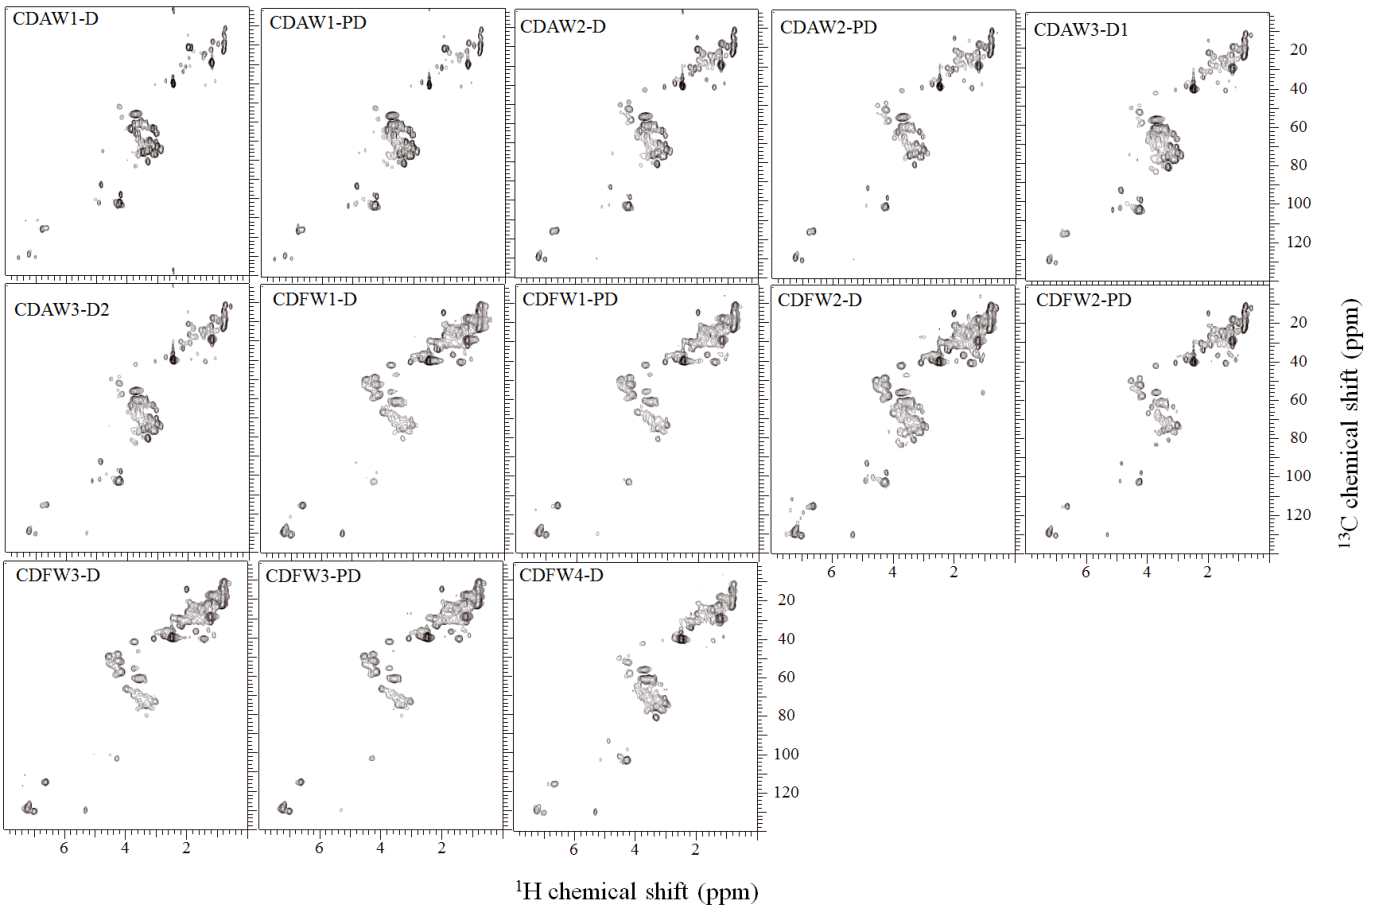 CDAW1-D
CDAW1-PD
CDAW2-D
CDAW2-PD
CDAW3-D1
20
40
60
80
100
120
CDAW3-D2
CDFW1-D
CDFW1-PD
CDFW2-D
CDFW2-PD
20
40
60
80
100
120
6 4 2
6 4 2
13C chemical shift (ppm)
CDFW3-D
CDFW3-PD
CDFW4-D
20
40
60
80
100
120
6 4 2
6 4 2
6 4 2
1H chemical shift (ppm)